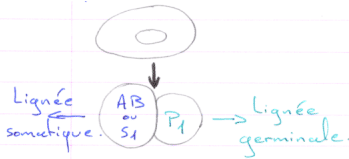 Lignée
somatique.
AB
ou
S1
P1
Lignée
germinale.